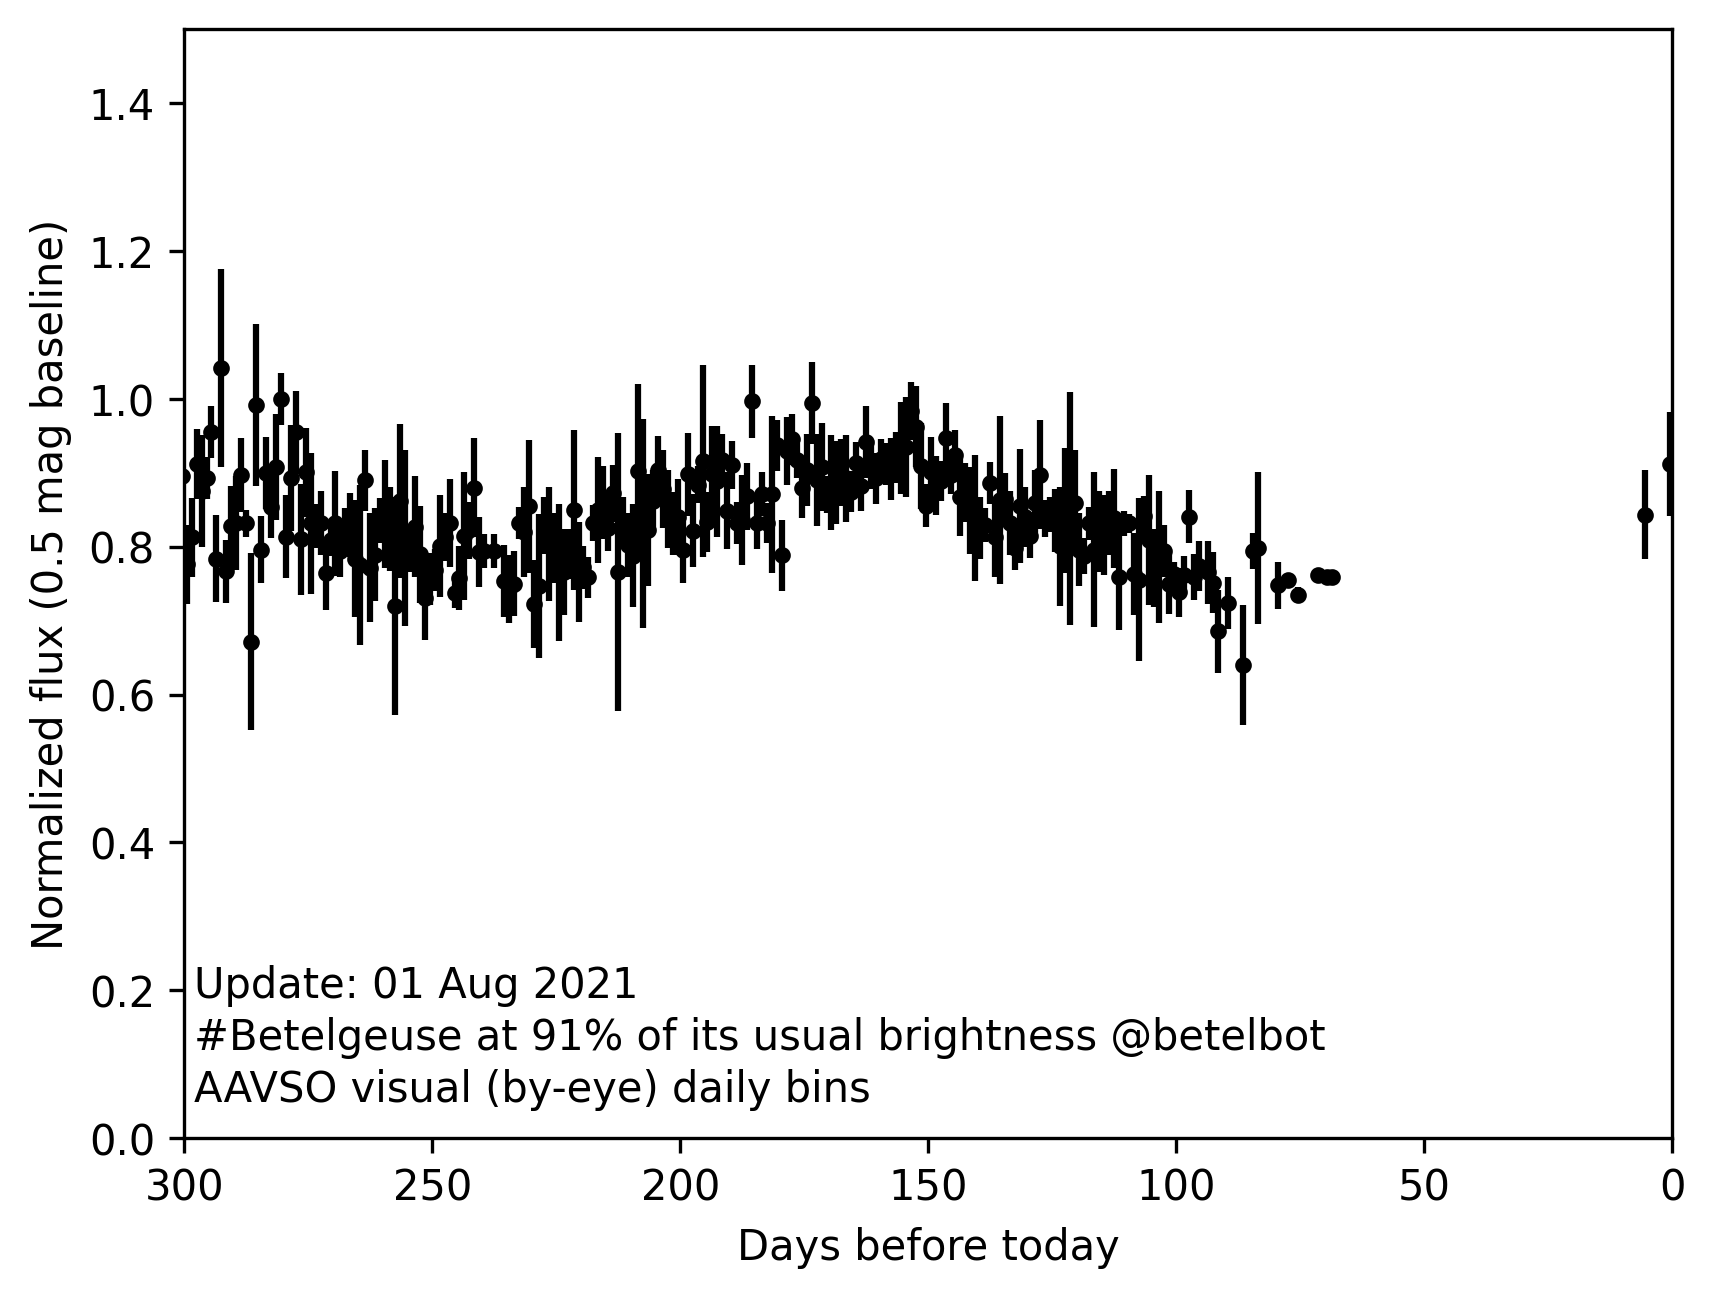 1.4
1.2
1.0
0.8
0.6
0.4
0.2
0.0
Normalized flux (0.5 mag baseline)
Update: 01 Aug 2021
#Betelgeuse at 91% of its usual brightness @betelbot
AAVSO visual (by-eye) daily bins
300 250 200 150 100 50 0
Days before today